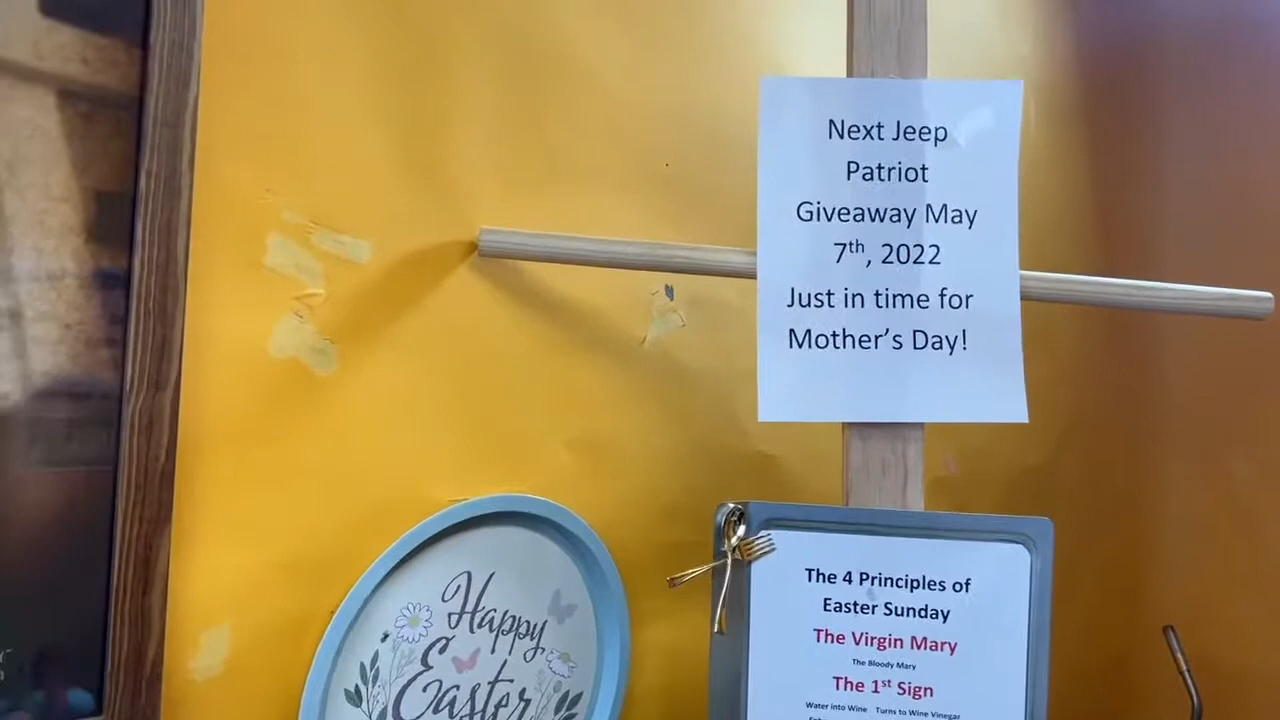 Next Jeep
Patriot
Giveaway May
7th, 2022
Just in time for
Mother's Day!
Happy
Easter
The 4 Principles of
Easter Sunday
The Virgin Mary
The Bloody Mary
The 1st Sign
Water into Wine Turns to Wine Vinegar